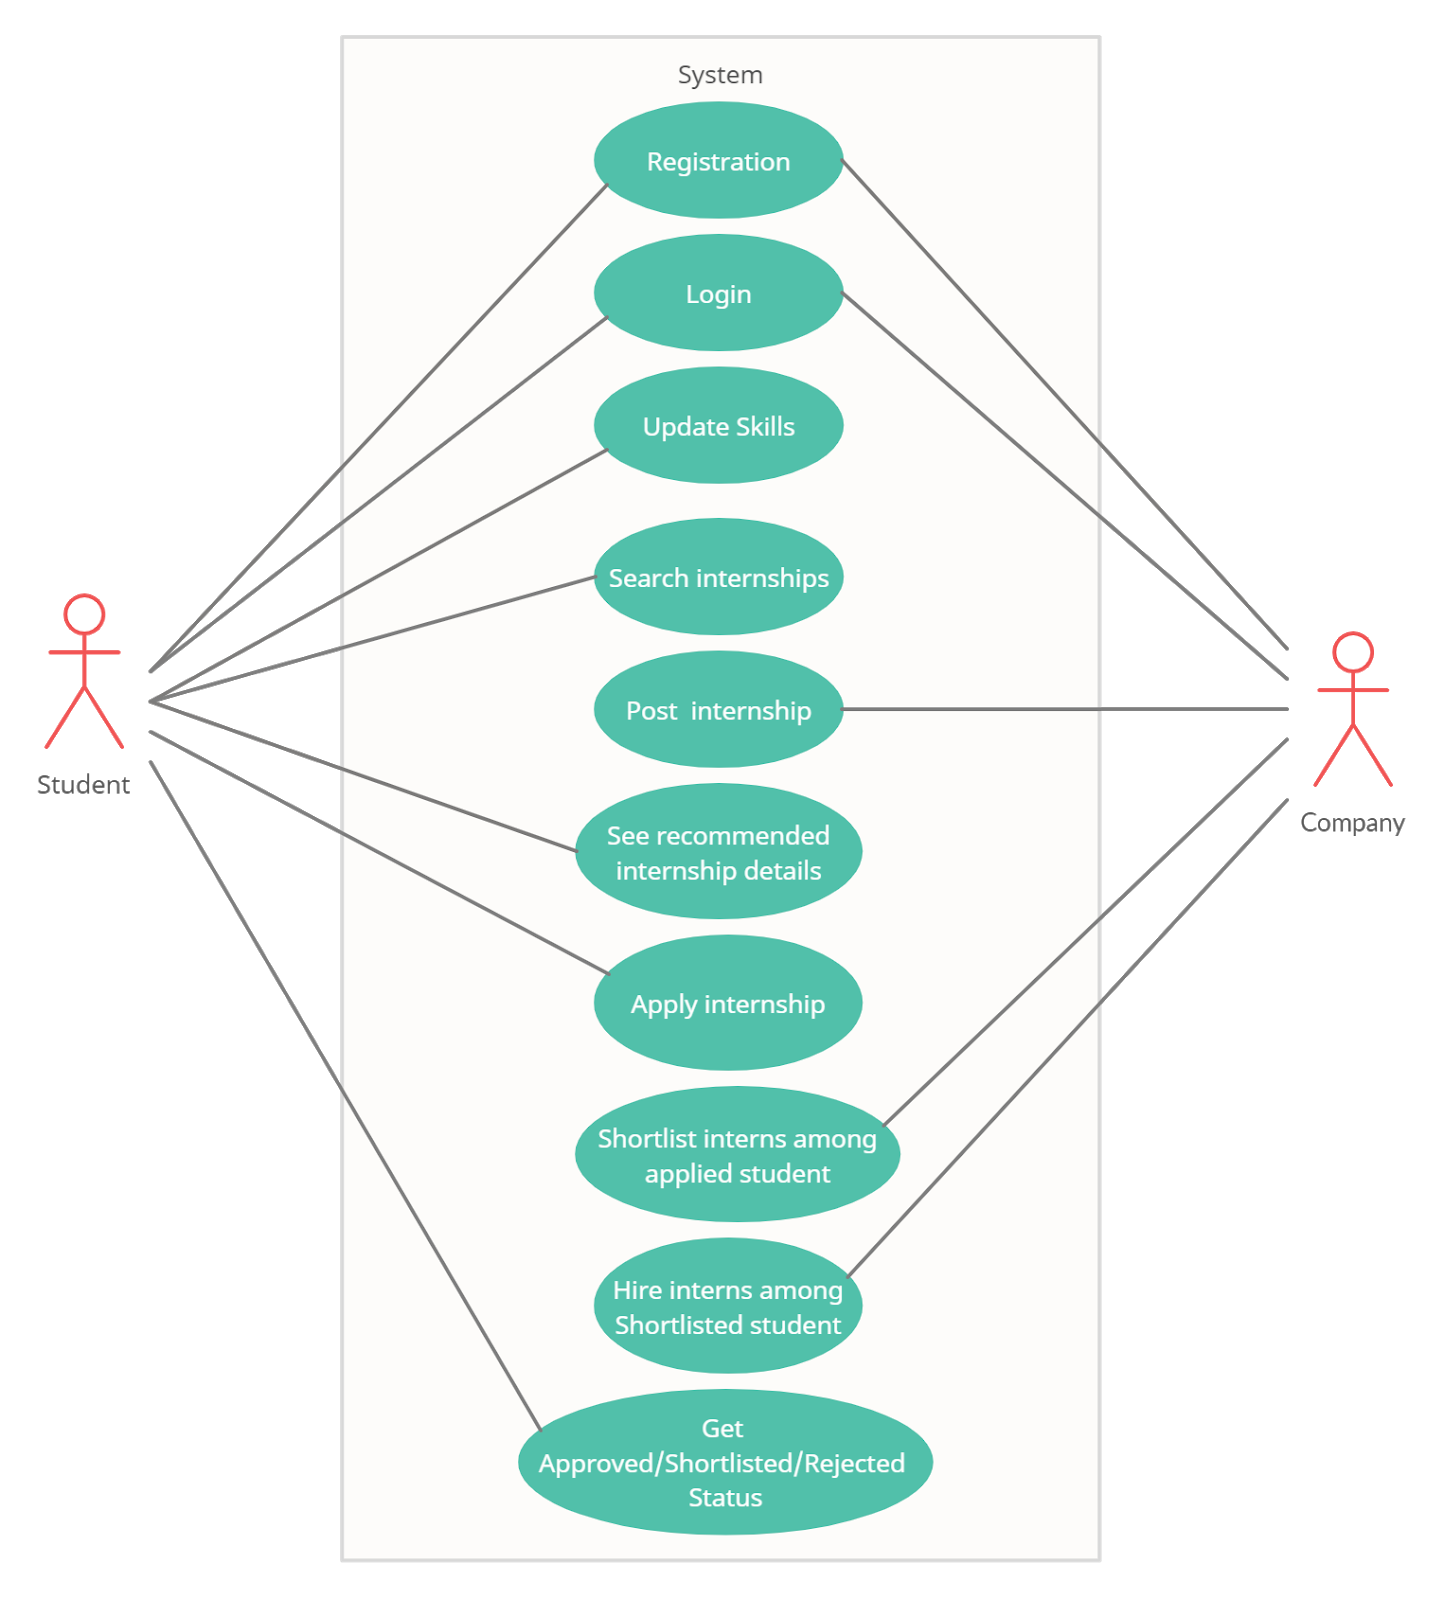 System
Registration
Login
Update Skills
Search internships
Post  internship
Student
Company
See recommended
internship details
Apply internship
Shortlist interns among
applied student
Hire interns among
Shortlisted student
Get
Approved/Shortlisted/Rejected
Status